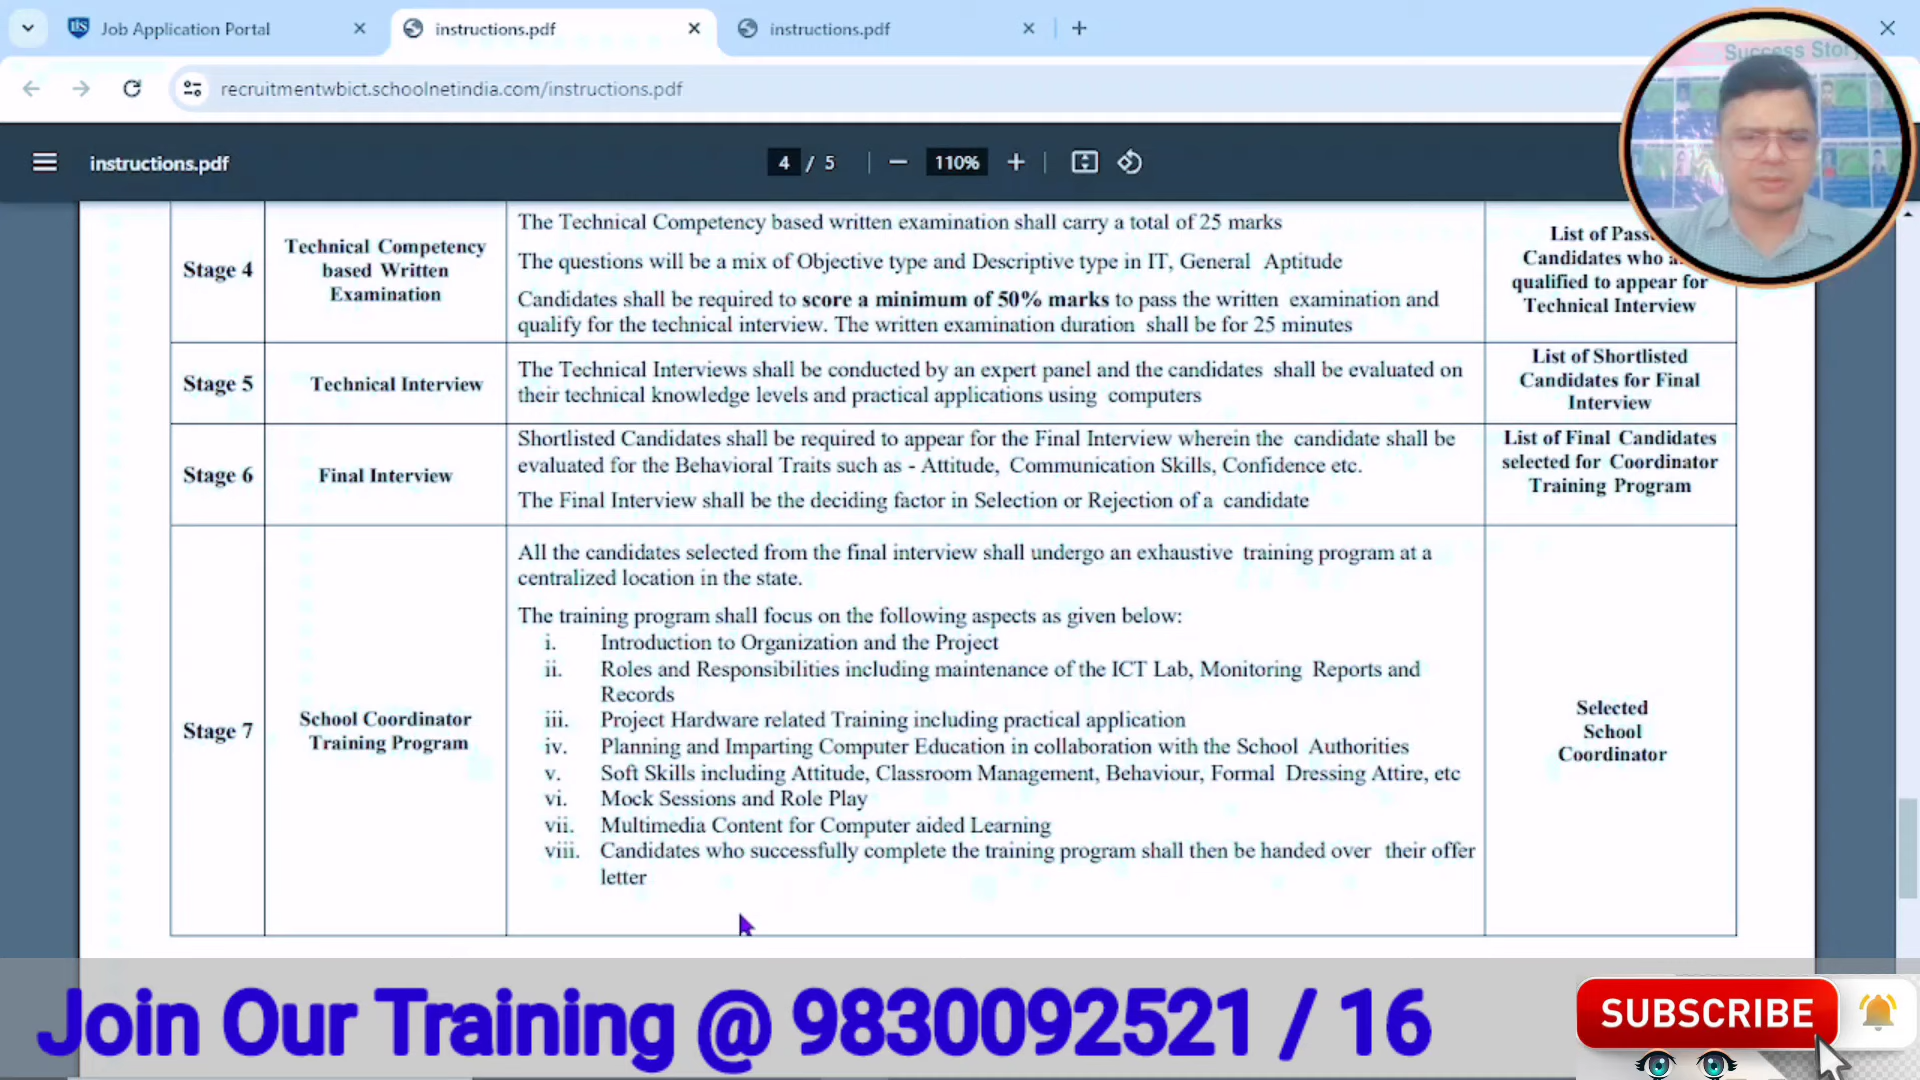 Job Application Portal
instructions.pdf
instructions.pdf
recruitmentwbict.schoolnetindia.com/instructions.pdf
Success Story
instructions.pdf
4 / 5
110%
Stage 4
Technical Competency
based Written
Examination
The Technical Competency based written examination shall carry a total of 25 marks
The questions will be a mix of Objective type and Descriptive type in IT, General Aptitude
Candidates shall be required to score a minimum of 50% marks to pass the written examination and
qualify for the technical interview. The written examination duration shall be for 25 minutes
List of
Candidates who
qualified to appear for
Technical Interview
Stage 5
Technical Interview
The Technical Interviews shall be conducted by an expert panel and the candidates shall be evaluated on
their technical knowledge levels and practical applications using computers
List of Shortlisted
Candidates for Final
Interview
Stage 6
Final Interview
Shortlisted Candidates shall be required to appear for the Final Interview wherein the candidate shall be
evaluated for the Behavioral Traits such as - Attitude, Communication Skills, Confidence etc.
The Final Interview shall be the deciding factor in Selection or Rejection of a candidate
List of Final Candidates
selected for Coordinator
Training Program
Stage 7
School Coordinator
Training Program
All the candidates selected from the final interview shall undergo an exhaustive training program at a
centralized location in the state.
The training program shall focus on the following aspects as given below:
i. Introduction to Organization and the Project
ii. Roles and Responsibilities including maintenance of the ICT Lab, Monitoring Reports and
Records
iii. Project Hardware related Training including practical application
iv. Planning and Imparting Computer Education in collaboration with the School Authorities
v. Soft Skills including Attitude, Classroom Management, Behaviour, Formal Dressing Attire, etc
vi. Mock Sessions and Role Play
vii. Multimedia Content for Computer aided Learning
viii. Candidates who successfully complete the training program shall then be handed over their offer
letter
Selected
School
Coordinator
Join Our Training @ 9830092521 / 16
SUBSCRIBE